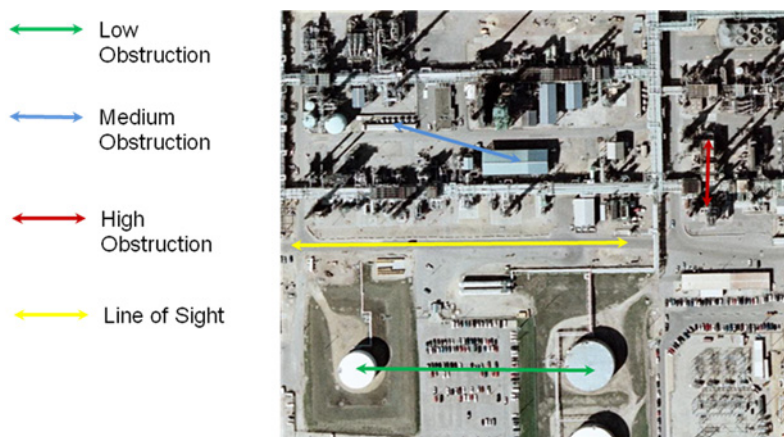 Low
Obstruction
Medium
Obstruction
High
Obstruction
Line of Sight